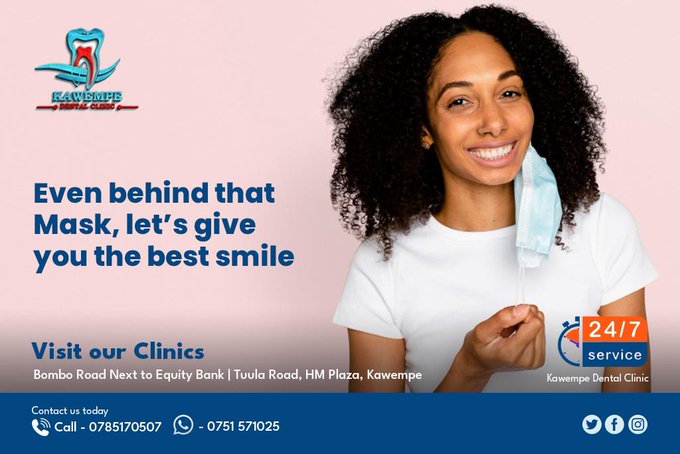 KAWEMPE
DENTAL CLINIC
Even behind that
Mask, let's give
you the best smile
Visit our Clinics
Bombo Road Next to Equity Bank | Tuula Road, HM Plaza, Kawempe
24/7
service
Kawempe Dental Clinic
Contact us today
Call - 0785170507 - 0751 571025